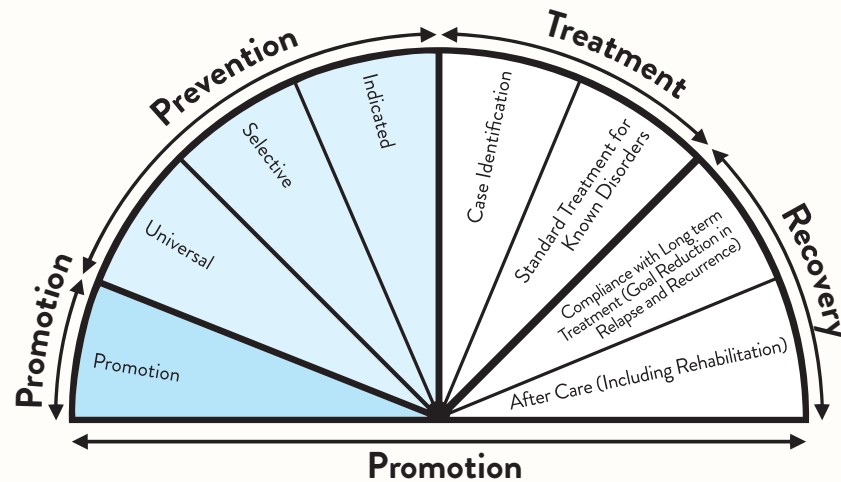 Prevention
Treatment
Promotion
Recovery
Promotion
Universal
Selective
Indicated
Case Identification
Standard Treatment for
Known Disorders
Compliance with Long term
Treatment (Goal Reduction in
Relapse and Recurrence)
After Care (Including Rehabilitation)
Promotion